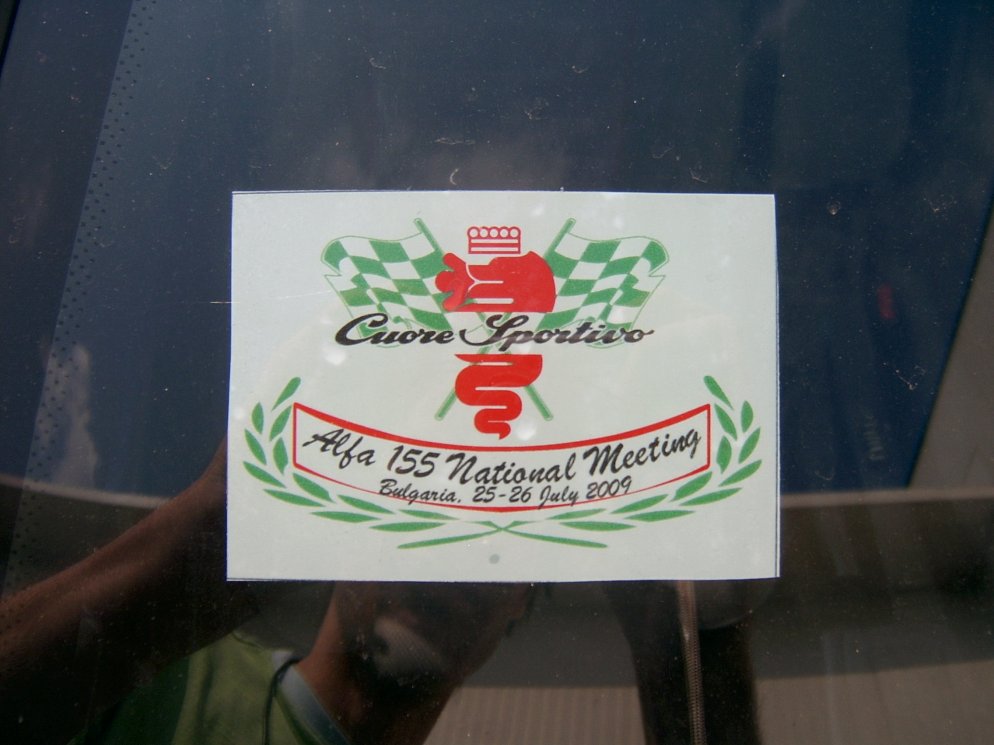 Cuore Sportivo
Alfa 155 National Meeting
Bulgaria, 25-26 July 2009